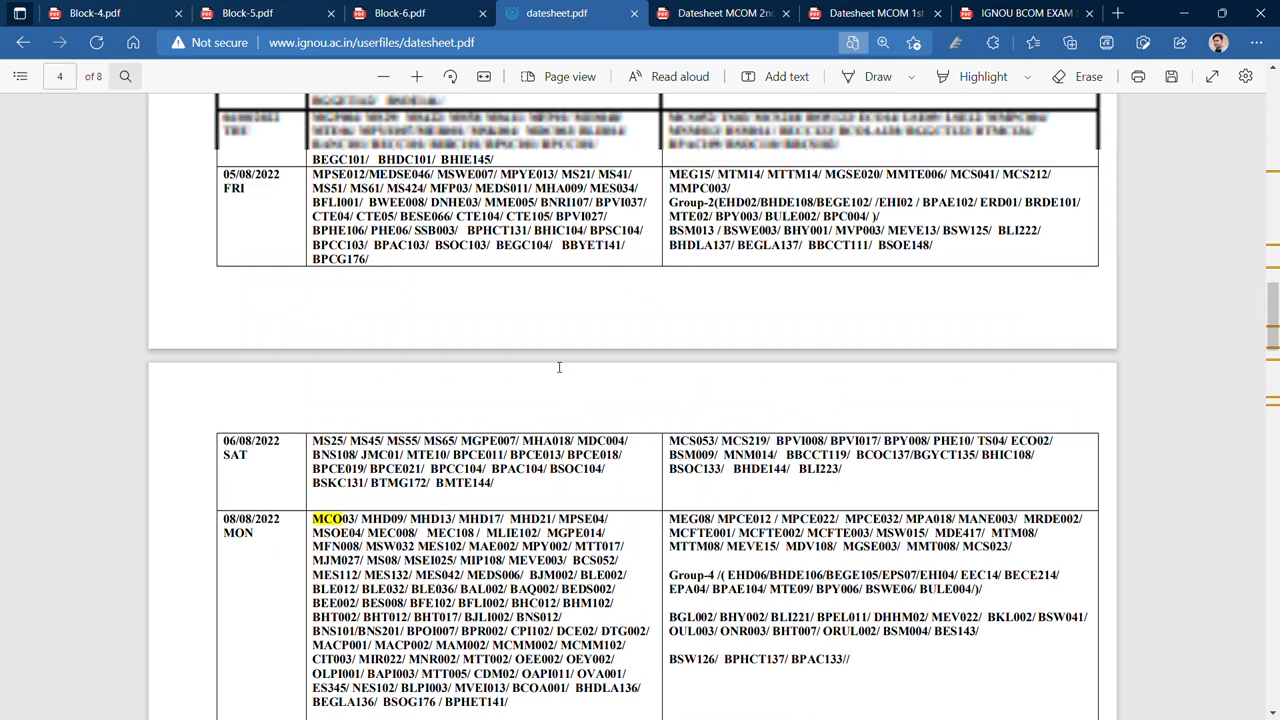 Block-4.pdf
Block-5.pdf
Block-6.pdf
datesheet.pdf
Datesheet MCOM 2n
Datesheet MCOM 1st
IGNOU BCOM EXAM
Not secure
www.ignou.ac.in/userfiles/datesheet.pdf
4 of 8
Page view
Read aloud
Add text
Draw
Highlight
Erase
BEGC101/ BHDC101/ BHIE145/
05/08/2022
FRI
MPSE012/MEDSE046/ MSWE007/ MPYE013/ MS21/ MS41/
MS51/ MS61/ MS424/ MFP03/ MEDS011/ MHA009/ MES034/
BFLI001/ BWEE008/ DNHE03/ MME005/ BNRI107/ BPVI037/
CTE04/ CTE05/ BESE066/ CTE104/ CTE105/ BPVI027/
BPHE106/ PHE06/ SSB003/ BPHCT131/ BHIC104/ BPSC104/
BPCC103/ BPAC103/ BSOC103/ BEGC104/ BBYET141/
BPCG176/
MEG15/ MTM14/ MTTM14/ MGSE020/ MMTE006/ MCS041/ MCS212/
MMPC003/
Group-2(EHD02/BHDE108/BEGE102/ /EHI02 / BPAE102/ ERD01/ BRDE101/
MTE02/ BPY003/ BULE002/ BPC004/ )/
BSM013 / BSWE003/ BHY001/ MVP003/ MEVE13/ BSW125/ BLI222/
BHDLA137/ BEGLA137/ BBCCT111/ BSOE148/
06/08/2022
SAT
MS25/ MS45/ MS55/ MS65/ MGPE007/ MHA018/ MDC004/
BNS108/ JMC01/ MTE10/ BPCE011/ BPCE013/ BPCE018/
BPCE019/ BPCE021/ BPCC104/ BPAC104/ BSOC104/
BSKC131/ BTMG172/ BMTE144/
MCS053/ MCS219/ BPVI008/ BPVI017/ BPY008/ PHE10/ TS04/ ECO02/
BSM009/ MNM014/ BBCCT119/ BCOC137/BGYCT135/ BHIC108/
BSOC133/ BHDE144/ BLI223/
08/08/2022
MON
MCO03/ MHD09/ MHD13/ MHD17/ MHD21/ MPSE04/
MSOE04/ MEC008/ MEC108 / MLIE102/ MGPE014/
MFN008/ MSW032 MES102/ MAE002/ MPY002/ MTT017/
MJM027/ MS08/ MSEI025/ MIP108/ MEVE003/ BCS052/
MES112/ MES132/ MES042/ MEDS006/ BJM002/ BLE002/
BLE012/ BLE032/ BLE036/ BAL002/ BAQ002/ BEDS002/
BEE002/ BES008/ BFE102/ BFLI002/ BHC012/ BHM102/
BHT002/ BHT012/ BHT017/ BJLI002/ BNS012/
BNS101/BNS201/ BPOI007/ BPR002/ CPI102/ DCE02/ DTG002/
MACP001/ MACP002/ MAM002/ MCMM002/ MCMM102/
CIT003/ MIR022/ MNR002/ MTT002/ OEE002/ OEY002/
OLPI001/ BAPI003/ MTT005/ CDM02/ OAPI011/ OVA001/
ES345/ NES102/ BLPI003/ MVEI013/ BCOA001/ BHDLA136/
BEGLA136/ BSOG176 / BPHET141/
MEG08/ MPCE012 / MPCE022/ MPCE032/ MPA018/ MANE003/ MRDE002/
MCFTE001/ MCFTE002/ MCFTE003/ MSW015/ MDE417/ MTM08/
MTTM08/ MEVE15/ MDV108/ MGSE003/ MMT008/ MCS023/
Group-4 /( EHD06/BHDE106/BEGE105/EPS07/EHI04/ EEC14/ BECE214/
EPA04/ BPAE104/ MTE09/ BPY006/ BSWE06/ BULE004/)/
BGL002/ BHY002/ BLI221/ BPEL011/ DHHM02/ MEV022/ BKL002/ BSW041/
OUL003/ ONR003/ BHT007/ ORUL002/ BSM004/ BES143/
BSW126/ BPHCT137/ BPAC133//